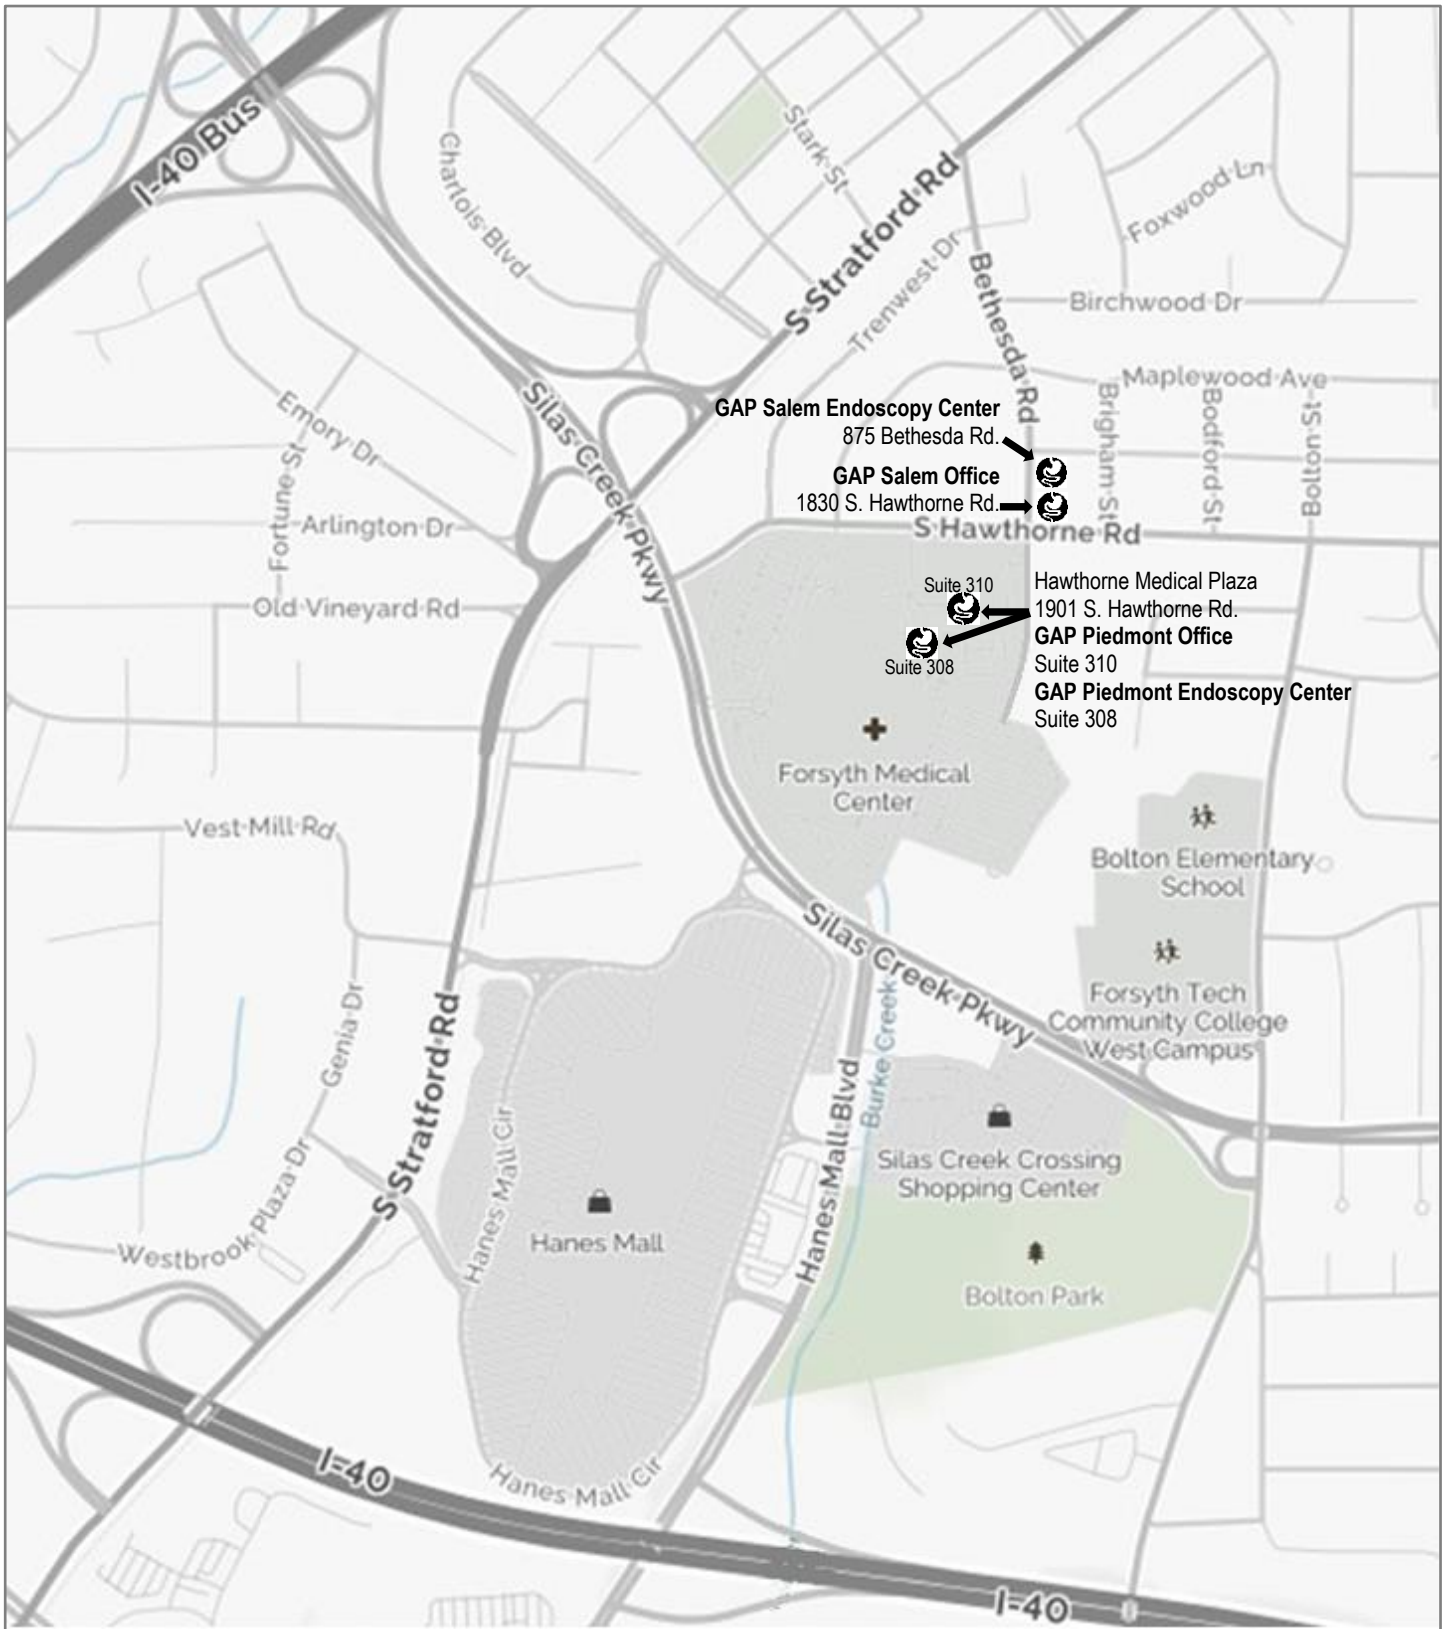 I-40 Bus
Charlois Blvd
Stark St
S Stratford Rd
Trenwest Dr
Foxwood Ln
Bethesda Rd
Birchwood Dr
Maplewood Ave
Silas Creek Pkwy
Emory Dr
Fortune St
Arlington Dr
Old Vineyard Rd
GAP Salem Endoscopy Center
875 Bethesda Rd.
GAP Salem Office
1830 S. Hawthorne Rd.
Brigham St
Bodford St
Bolton St
S Hawthorne Rd
Suite 310
Suite 308
Hawthorne Medical Plaza
1901 S. Hawthorne Rd.
GAP Piedmont Office
Suite 310
GAP Piedmont Endoscopy Center
Suite 308
Forsyth Medical
Center
Vest Mill Rd
Bolton Elementary
School
Silas Creek Pkwy
Forsyth Tech
Community College
West Campus
Genia Dr
S Stratford Rd
Burke Creek
Hanes Mall Blvd
Hanes Mall Cir
Silas Creek Crossing
Shopping Center
Westbrook Plaza Dr
Hanes Mall
Bolton Park
Hanes Mall Cir
I-40
I-40